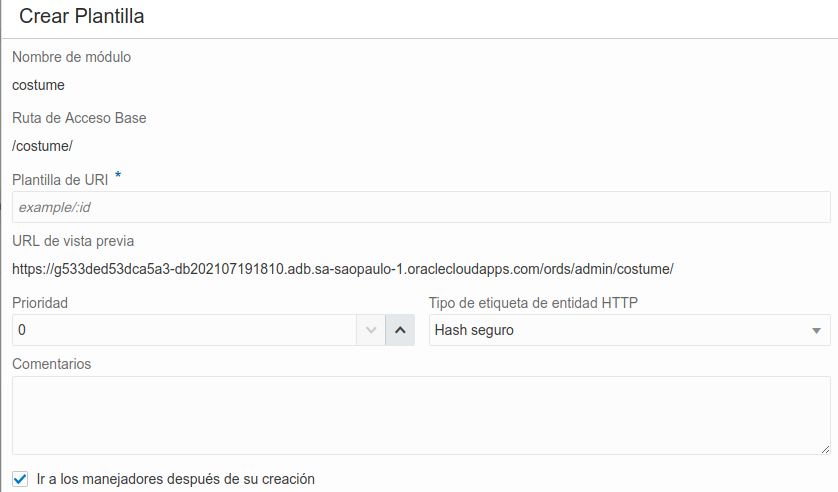 Crear Plantilla
Nombre de módulo
costume
Ruta de Acceso Base
/costume/
Plantilla de URI *
example/:id
URL de vista previa
https://g533ded53dca5a3-db202107191810.adb.sa-saopaulo-1.oraclecloudapps.com/ords/admin/costume/
Prioridad Tipo de etiqueta de entidad HTTP
0 Hash seguro
Comentarios
Ir a los manejadores después de su creación